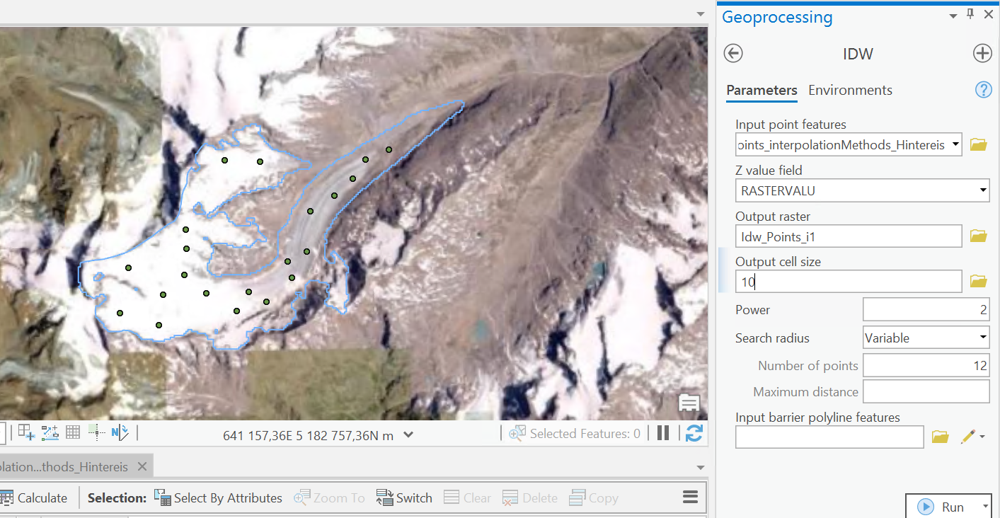 Geoprocessing
IDW
Parameters Environments
Input point features
oints_interpolationMethods_Hintereis
Z value field
RASTERVALU
Output raster
Idw_Points_i1
Output cell size
10
Power 2
Search radius Variable
Number of points 12
Maximum distance
Input barrier polyline features
Run
641 157,36E 5 182 757,36N m
Selected Features: 0
olation...thods_Hintereis
Calculate Selection: Select By Attributes Zoom To Switch Clear Delete Copy